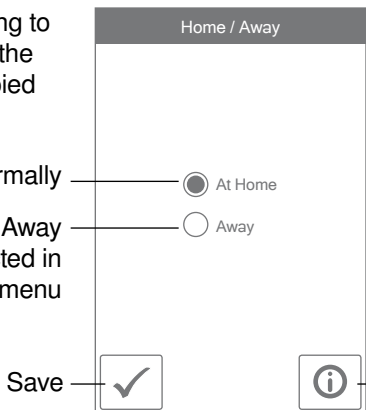 ng to
the
pied
Home / Away
rmally
At Home
Away
Away
ted in
menu
Save